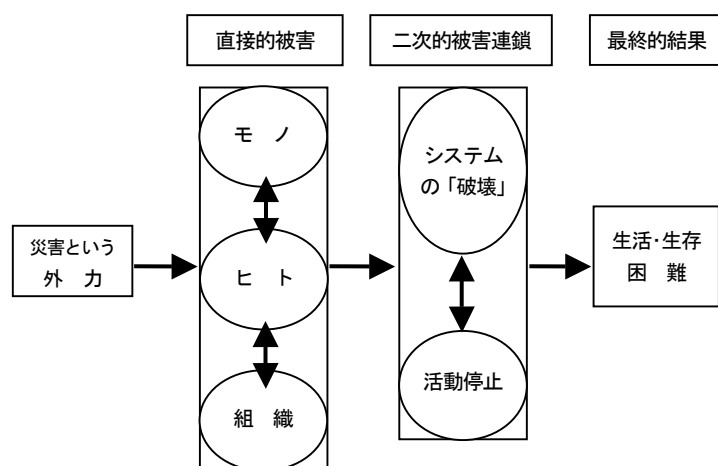 直接的被害
二次的被害連鎖
最終的結果
モ ノ
システム
の「破壊」
災害という
外 力
ヒ ト
生活・生存
困 難
活動停止
組 織